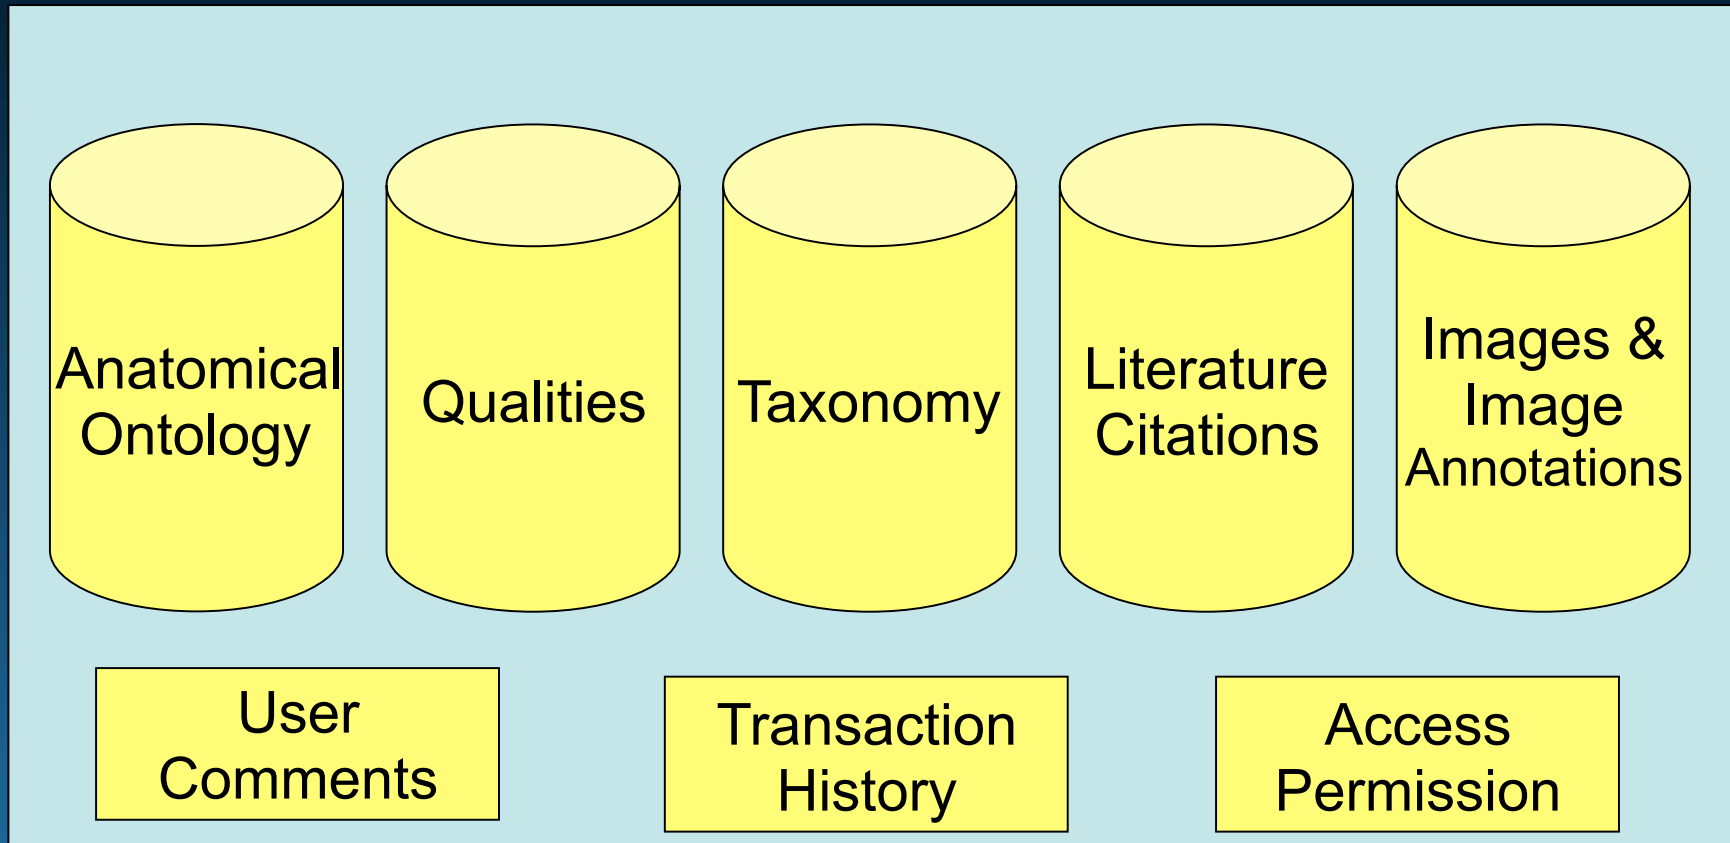 Anatomical
Ontology
Qualities
Taxonomy
Literature
Citations
Images &
Image
Annotations
User
Comments
Transaction
History
Access
Permission